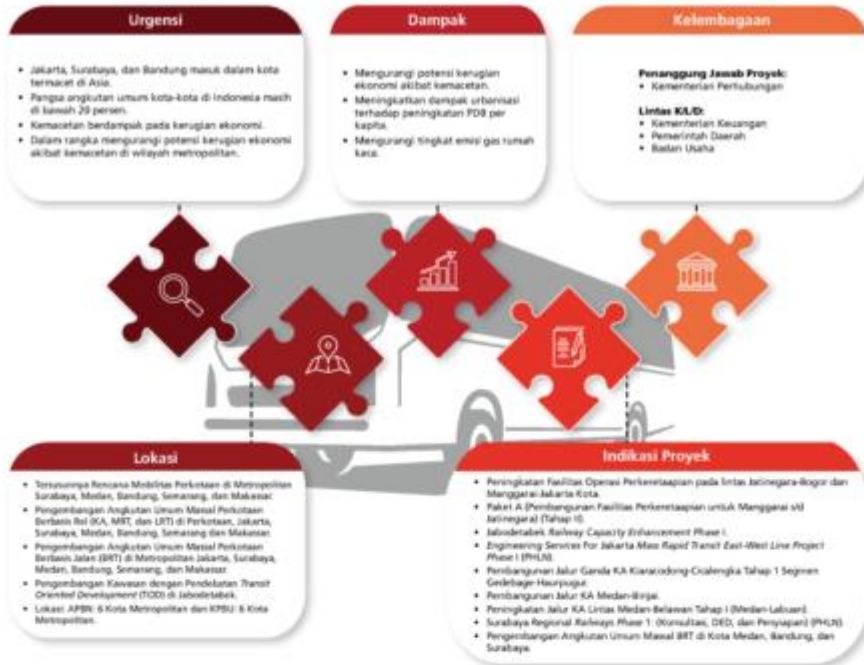 Urgensi
• Jakarta, Surabaya, dan Bandung masuk dalam kota
termacet di Asia.
• Pangsa angkutan umum kota-kota di Indonesia masih
di bawah 20 persen.
• Kemacetan berdampak pada kerugian ekonomi.
• Dalam rangka mengurangi potensi kerugian ekonomi
akibat kemacetan di wilayah metropolitan.
Dampak
• Mengurangi potensi kerugian
ekonomi akibat kemacetan.
• Meningkatkan dampak urbanisasi
terhadap peningkatan PDB per
kapita.
• Mengurangi tingkat emisi gas rumah
kaca.
Kelembagaan
Penanggung Jawab Proyek:
• Kementerian Perhubungan
Lintas K/L/D:
• Kementerian Keuangan
• Pemerintah Daerah
• Badan Usaha
Lokasi
• Tersusunnya Rencana Mobilitas Perkotaan di Metropolitan
Surabaya, Medan, Bandung, Semarang, dan Makassar.
• Pengembangan Angkutan Umum Massal Perkotaan
Berbasis Rel (KA, MRT, dan LRT) di Perkotaan, Jakarta,
Surabaya, Medan, Bandung, Semarang dan Makassar.
• Pengembangan Angkutan Umum Massal Perkotaan
Berbasis Jalan (BRT) di Metropolitan Jakarta, Surabaya,
Medan, Bandung, Semarang, dan Makassar.
• Pengembangan Kawasan dengan Pendekatan Transit
Oriented Development (TOD) di Jabodetabek.
• Lokasi: APBN: 6 Kota Metropolitan dan KPBU: 6 Kota
Metropolitan.
Indikasi Proyek
• Peningkatan Fasilitas Operasi Perkeretaapian pada lintas Jatinegara-Bogor dan
Manggarai-Jakarta Kota.
• Paket A (Pembangunan Fasilitas Perkeretaapian untuk Manggarai s/d
Jatinegara) (Tahap II).
• Jabodetabek Railway Capacity Enhancement Phase I.
• Engineering Services For Jakarta Mass Rapid Transit East-West Line Project
Phase I (PHLN).
• Pembangunan Jalur Ganda KA Kiaracondong-Cicalengka Tahap 1 Segmen
Gedebage-Haurpugur.
• Pembangunan Jalur KA Medan-Binjai.
• Peningkatan Jalur KA Lintas Medan-Belawan Tahap I (Medan-Labuan).
• Surabaya Regional Railways Phase 1: (Konsultasi, DED, dan Penyiapan) (PHLN).
• Pengembangan Angkutan Umum Massal BRT di Kota Medan, Bandung, dan
Surabaya.